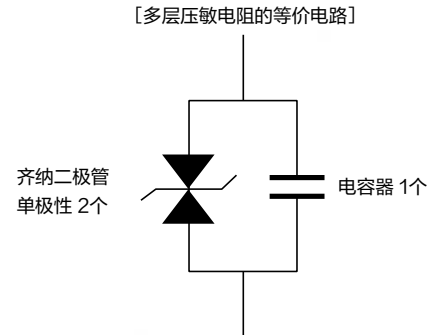 ［多层压敏电阻的等价电路］
齐纳二极管
单极性 2个
电容器 1个